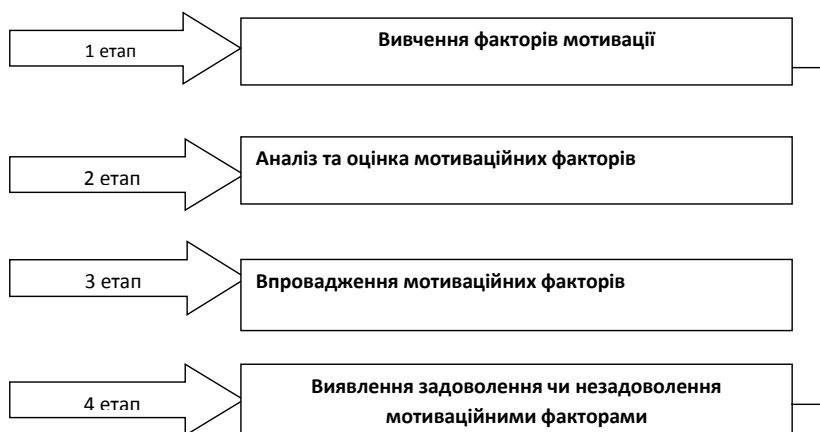 1 етап
Вивчення факторів мотивації
2 етап
Аналіз та оцінка мотиваційних факторів
3 етап
Впровадження мотиваційних факторів
4 етап
Виявлення задоволення чи незадоволення
мотиваційними факторами